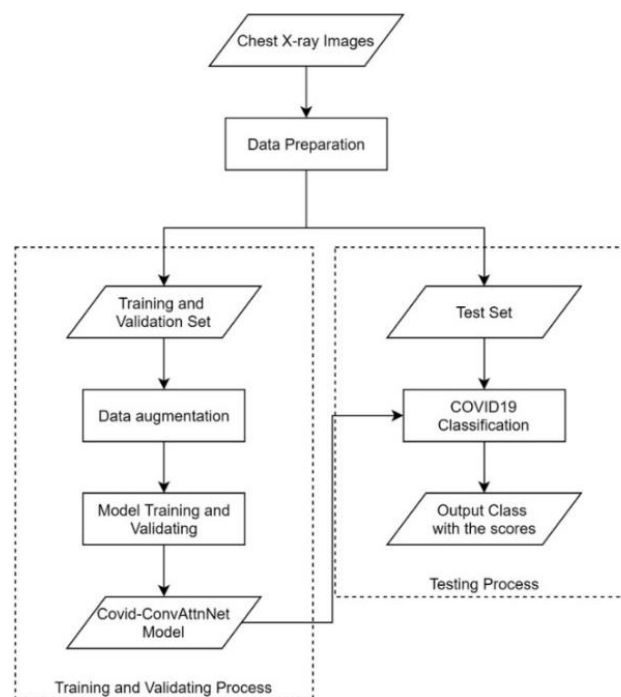 Chest X-ray Images
Data Preparation
Training and
Validation Set
Data augmentation
Model Training and
Validating
Covid-ConvAttnNet
Model
Training and Validating Process
Test Set
COVID19
Classification
Output Class
with the scores
Testing Process